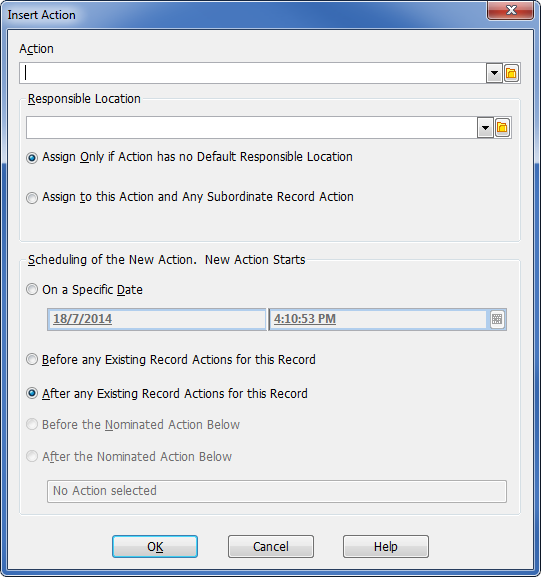 Insert Action
Action
Responsible Location
Assign Only if Action has no Default Responsible Location
Assign to this Action and Any Subordinate Record Action
Scheduling of the New Action.  New Action Starts
On a Specific Date
18/7/2014 4:10:53 PM
Before any Existing Record Actions for this Record
After any Existing Record Actions for this Record
Before the Nominated Action Below
After the Nominated Action Below
No Action selected
OK Cancel Help